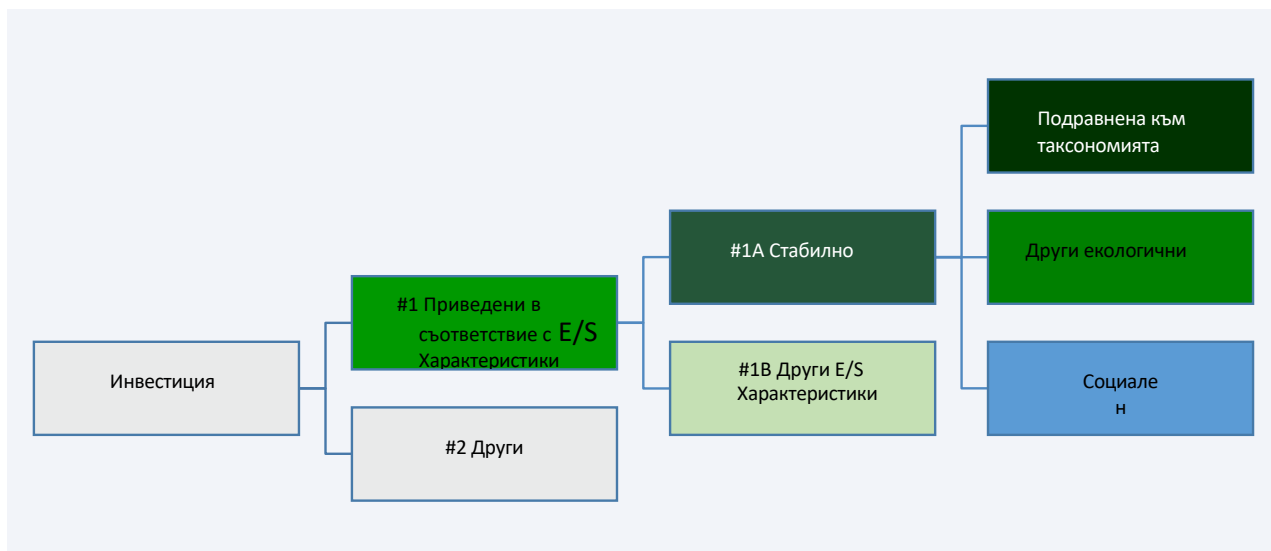 Подравнена към
таксономията
#1A Стабилно
Други екологични
#1 Приведени в
съответствие с E/S
Характеристики
Инвестиция
#1B Други E/S
Характеристики
Социале
н
#2 Други